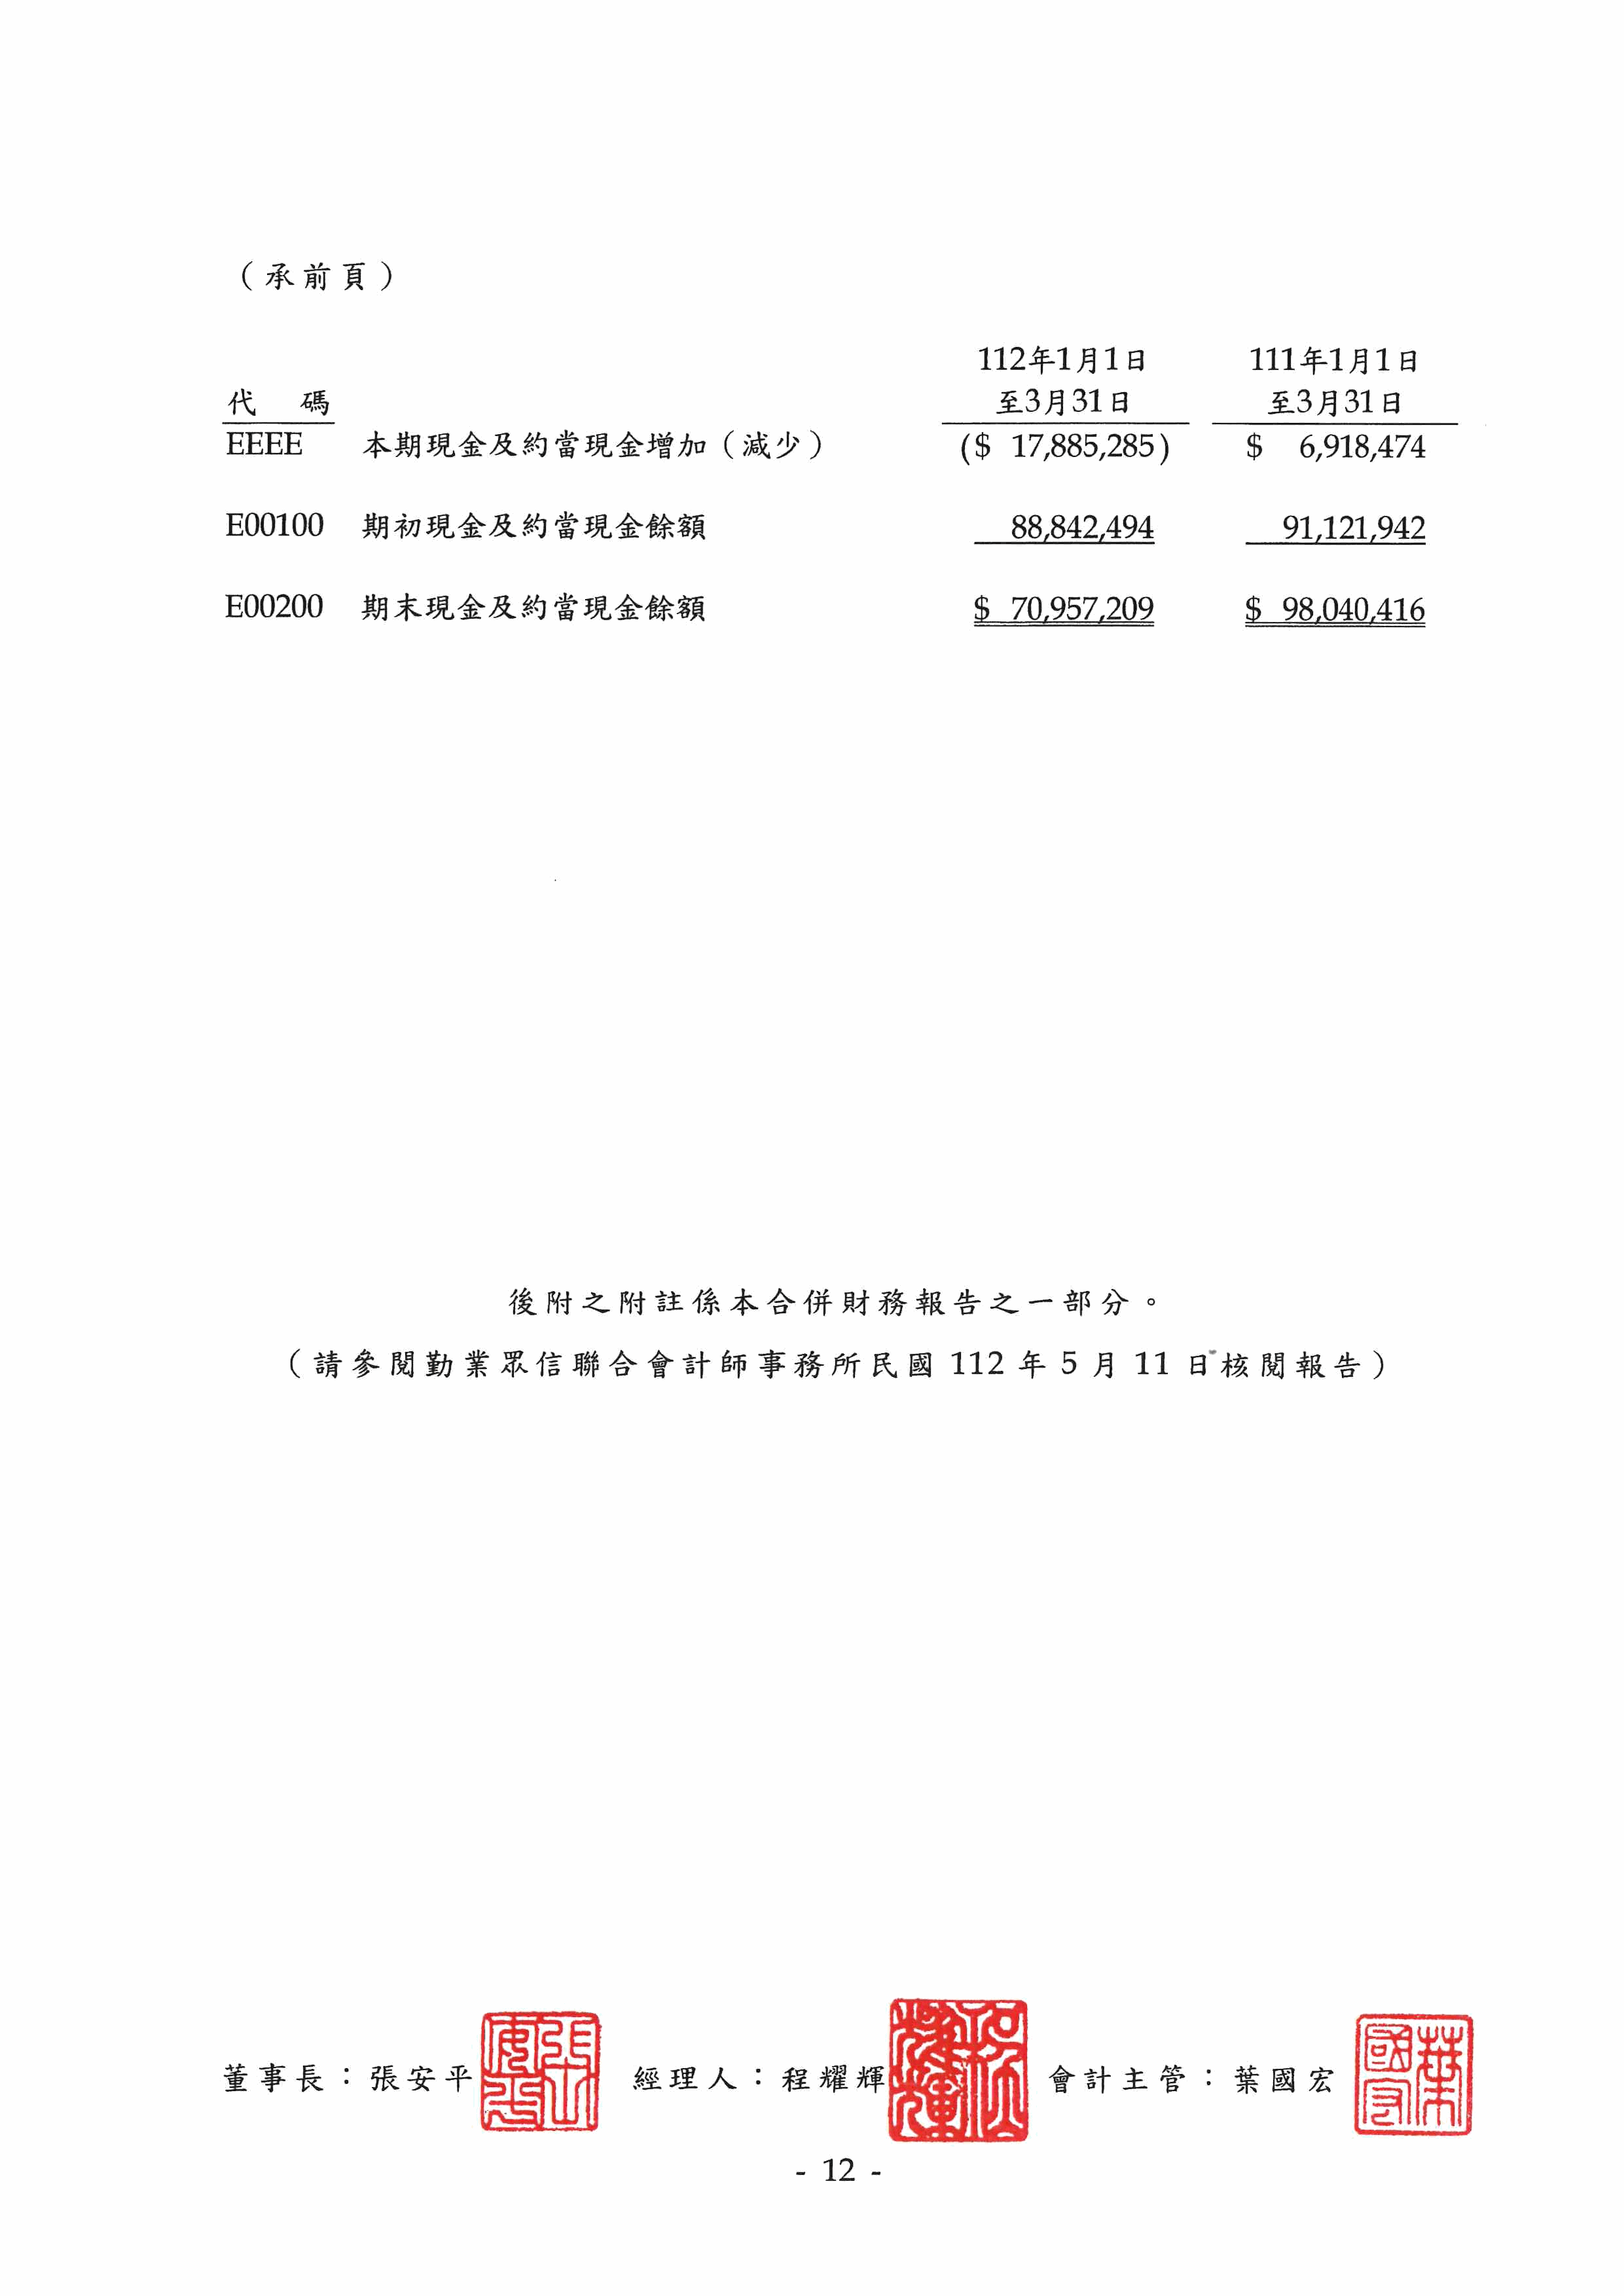 （承前頁）
112年1月1日 111年1月1日
代 碼 至3月31日 至3月31日
EEEE 本期現金及約當現金增加（減少） ($ 17,885,285) $ 6,918,474
E00100 期初現金及約當現金餘額 88,842,494 91,121,942
E00200 期末現金及約當現金餘額 $ 70,957,209 $ 98,040,416
後附之附註係本合併財務報告之一部分。
（請參閱勤業眾信聯合會計師事務所民國 112 年 5 月 11 日核閱報告）
董事長：張安平 經理人：程耀輝 會計主管：葉國宏
- 12 -